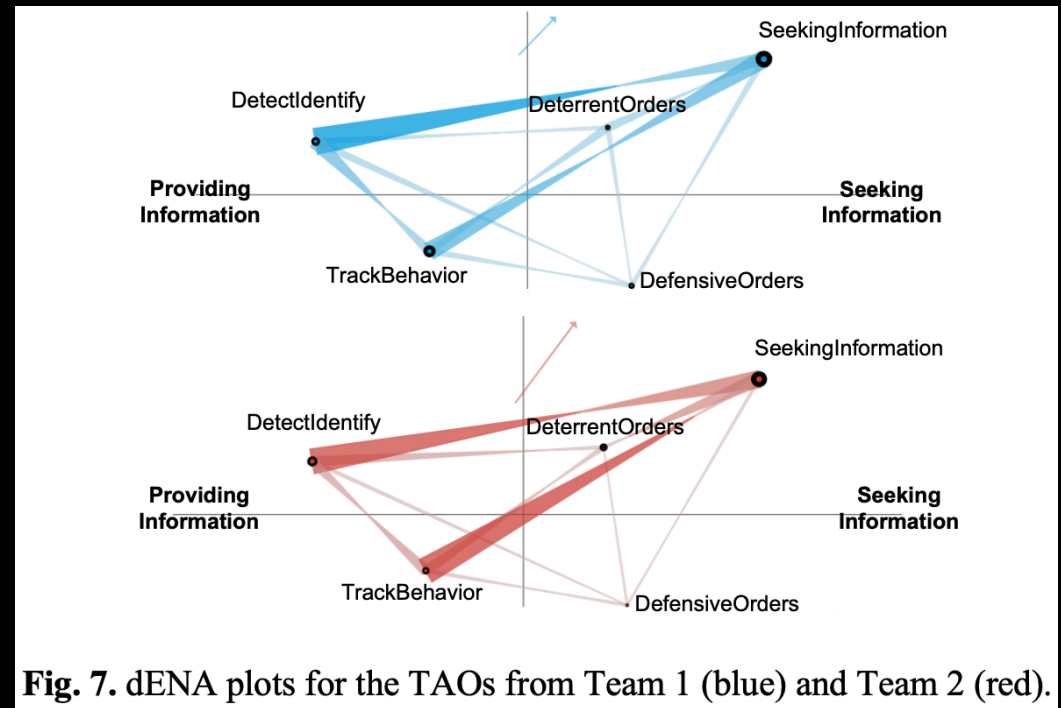 SeekingInformation
DetectIdentify
DeterrentOrders
Providing
Information
Seeking
Information
TrackBehavior
DefensiveOrders
SeekingInformation
DetectIdentify
DeterrentOrders
Providing
Information
Seeking
Information
TrackBehavior
DefensiveOrders
Fig. 7. dENA plots for the TAOs from Team 1 (blue) and Team 2 (red).